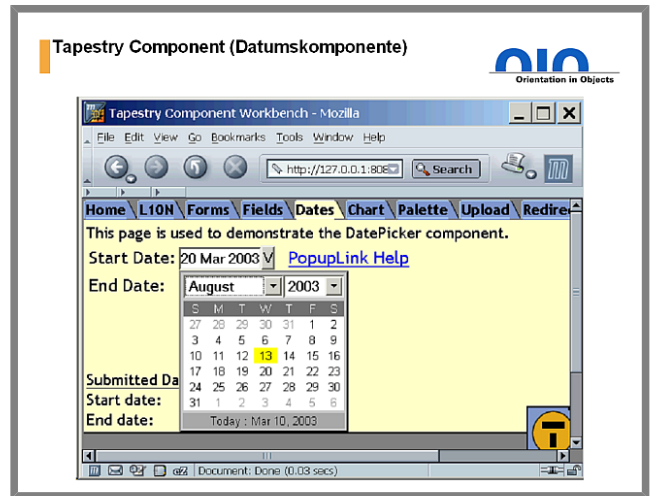 Tapestry Component (Datumskomponente)
Orientation in Objects
Tapestry Component Workbench - Mozilla
File Edit View Go Bookmarks Tools Window Help
http://127.0.0.1:808 Search
Home L10N Forms Fields Dates Chart Palette Upload Redire
This page is used to demonstrate the DatePicker component.
Start Date: 20 Mar 2003 V PopupLink Help
End Date: August 2003
S M T W T F S
27 28 29 30 31 1 2
3 4 5 6 7 8 9
10 11 12 13 14 15 16
17 18 19 20 21 22 23
Submitted Da
24 25 26 27 28 29 30
Start date:
31 1 2 3 4 5 6
End date:
Today : Mar 10, 2003
Document: Done (0.03 secs)